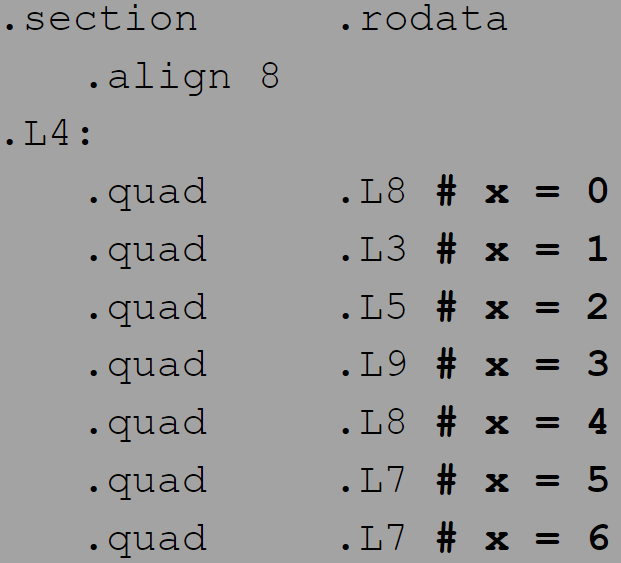 .section .rodata
.align 8
.L4:
.quad .L8 # x = 0
.quad .L3 # x = 1
.quad .L5 # x = 2
.quad .L9 # x = 3
.quad .L8 # x = 4
.quad .L7 # x = 5
.quad .L7 # x = 6